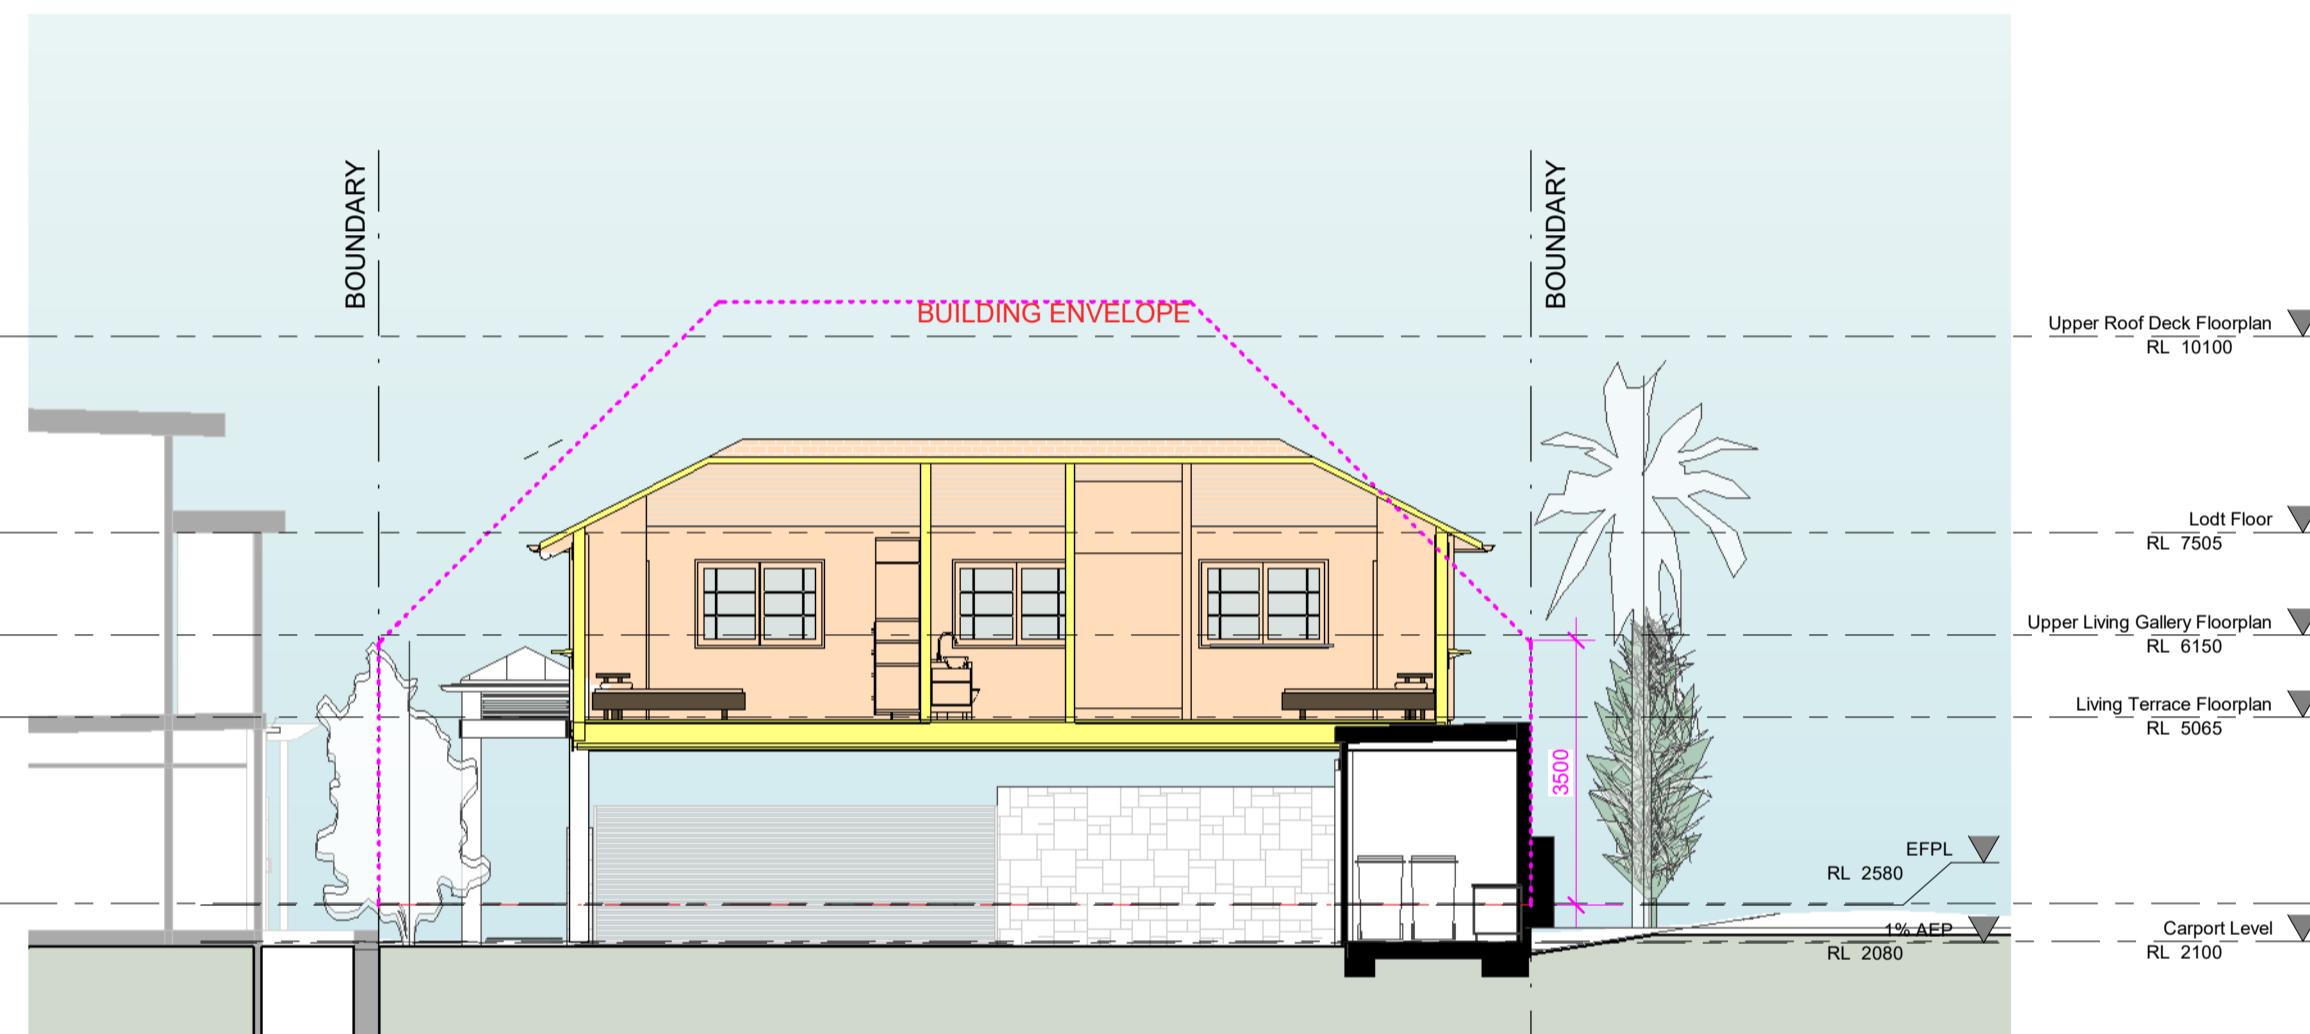 BOUNDARY
BOUNDARY
BUILDING ENVELOPE
Upper Roof Deck Floorplan
RL 10100
Lodt Floor
RL 7505
Upper Living Gallery Floorplan
RL 6150
Living Terrace Floorplan
RL 5065
3500
EFPL
RL 2580
1% AEP
RL 2080
Carport Level
RL 2100